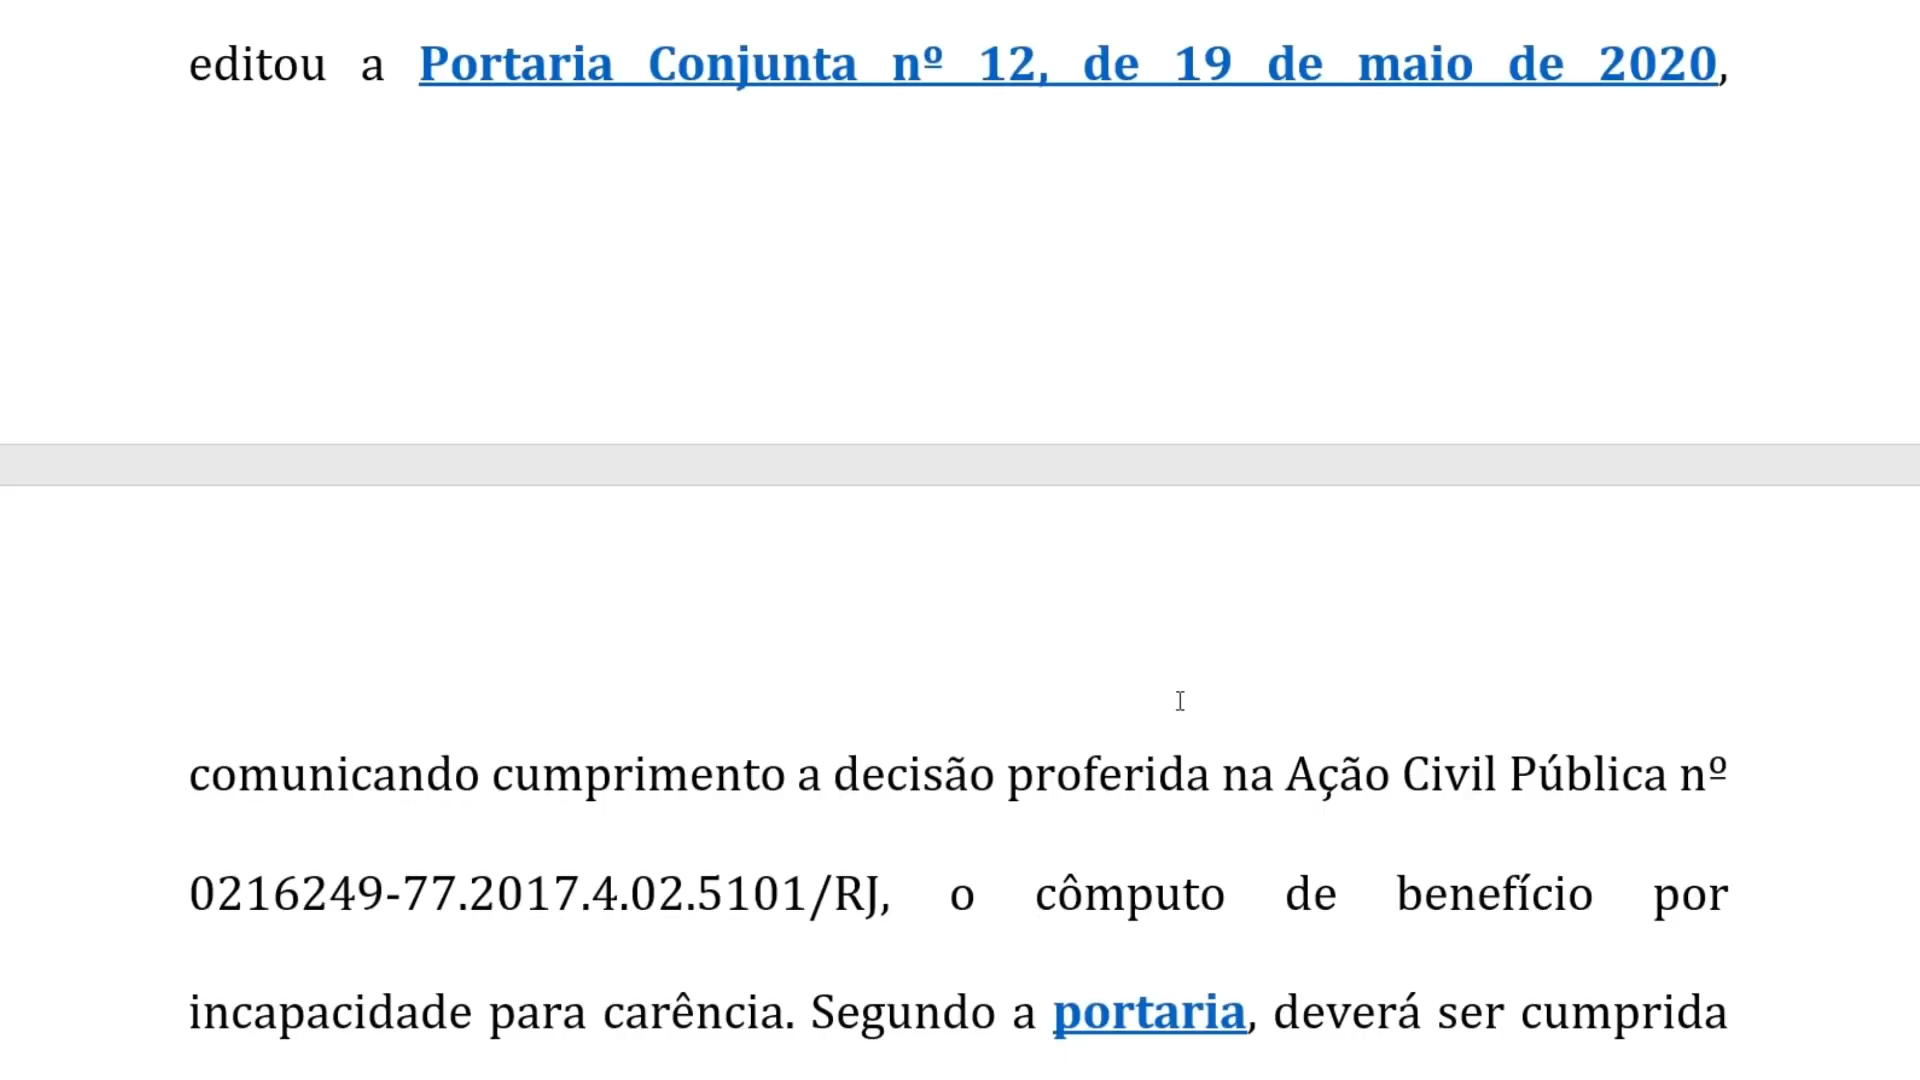 editou a Portaria Conjunta nº 12, de 19 de maio de 2020,
comunicando cumprimento a decisão proferida na Ação Civil Pública nº
0216249-77.2017.4.02.5101/RJ, o cômputo de benefício por
incapacidade para carência. Segundo a portaria, deverá ser cumprida